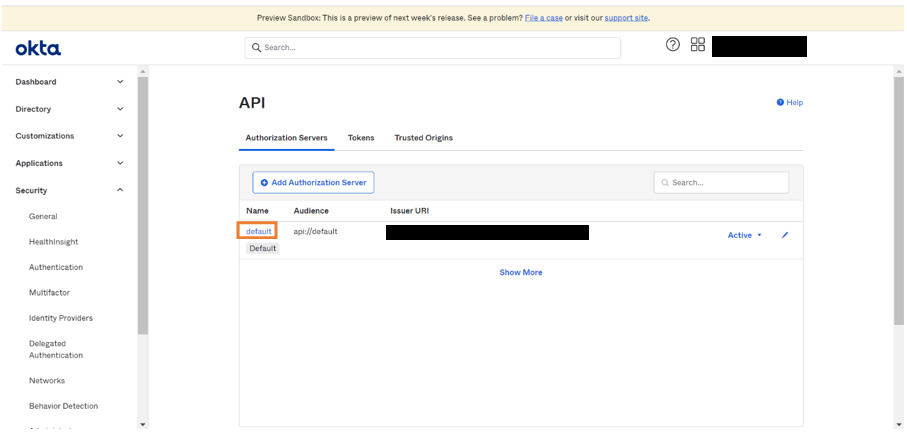 Preview Sandbox: This is a preview of next week's release. See a problem? File a case or visit our support site.
okta
Search...
Dashboard
Directory
Customizations
Applications
Security
General
HealthInsight
Authentication
Multifactor
Identity Providers
Delegated
Authentication
Networks
Behavior Detection
API
Help
Authorization Servers Tokens Trusted Origins
Add Authorization Server
Search...
Name Audience Issuer URI
default api://default
Active
Default
Show More